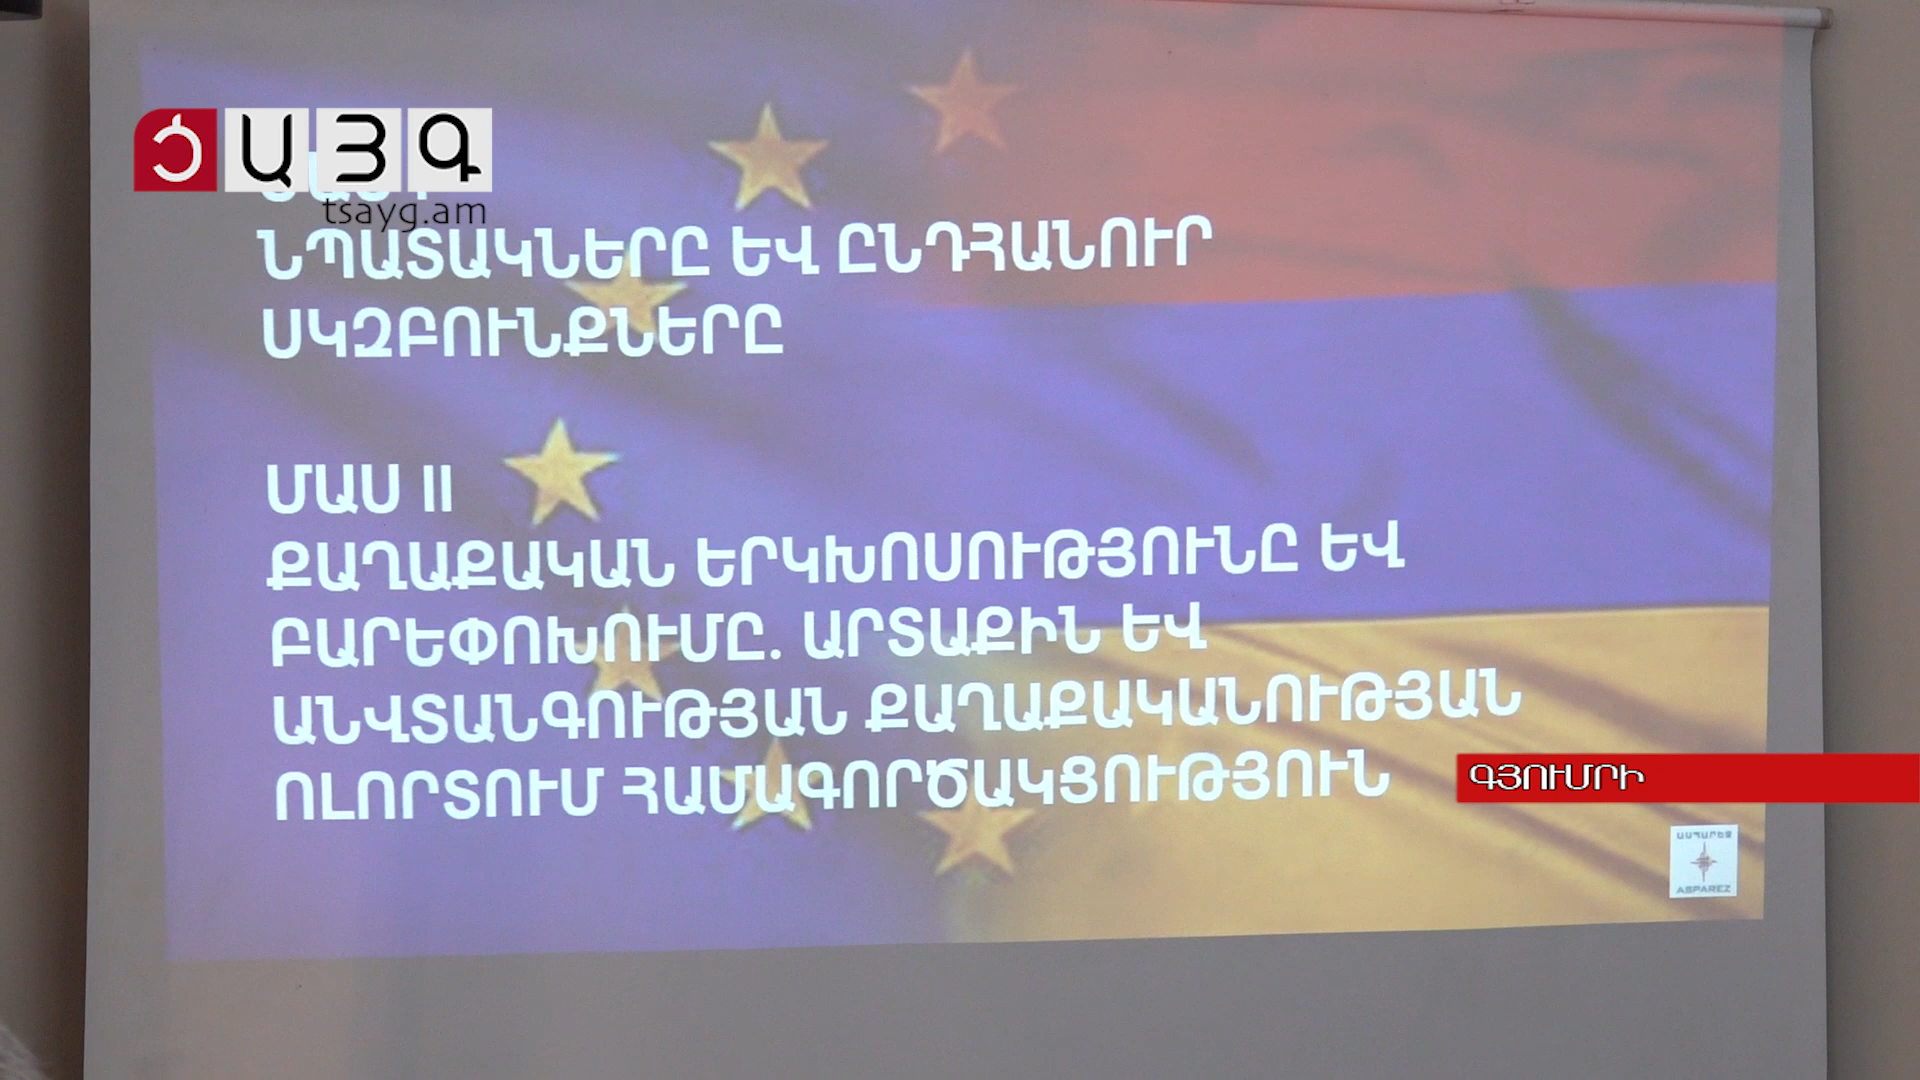 ԾԱՅԳ
tsayg.am
ՆՊԱՏԱԿՆԵՐԸ ԵՎ ԸՆԴՀԱՆՈՒՐ
ՍԿԶԲՈՒՆՔՆԵՐԸ
ՄԱՍ II
ՔԱՂԱՔԱԿԱՆ ԵՐԿԽՈՍՈՒԹՅՈՒՆԸ ԵՎ
ԲԱՐԵՓՈԽՈՒՄԸ. ԱՐՏԱՔԻՆ ԵՎ
ԱՆՎՏԱՆԳՈՒԹՅԱՆ ՔԱՂԱՔԱԿԱՆՈՒԹՅԱՆ
ՈԼՈՐՏՈՒՄ ՀԱՄԱԳՈՐԾԱԿՑՈՒԹՅՈՒՆ
ԳՅՈՒՄՐԻ
ԱՍՊԱՐԵԶ
ASPAREZ